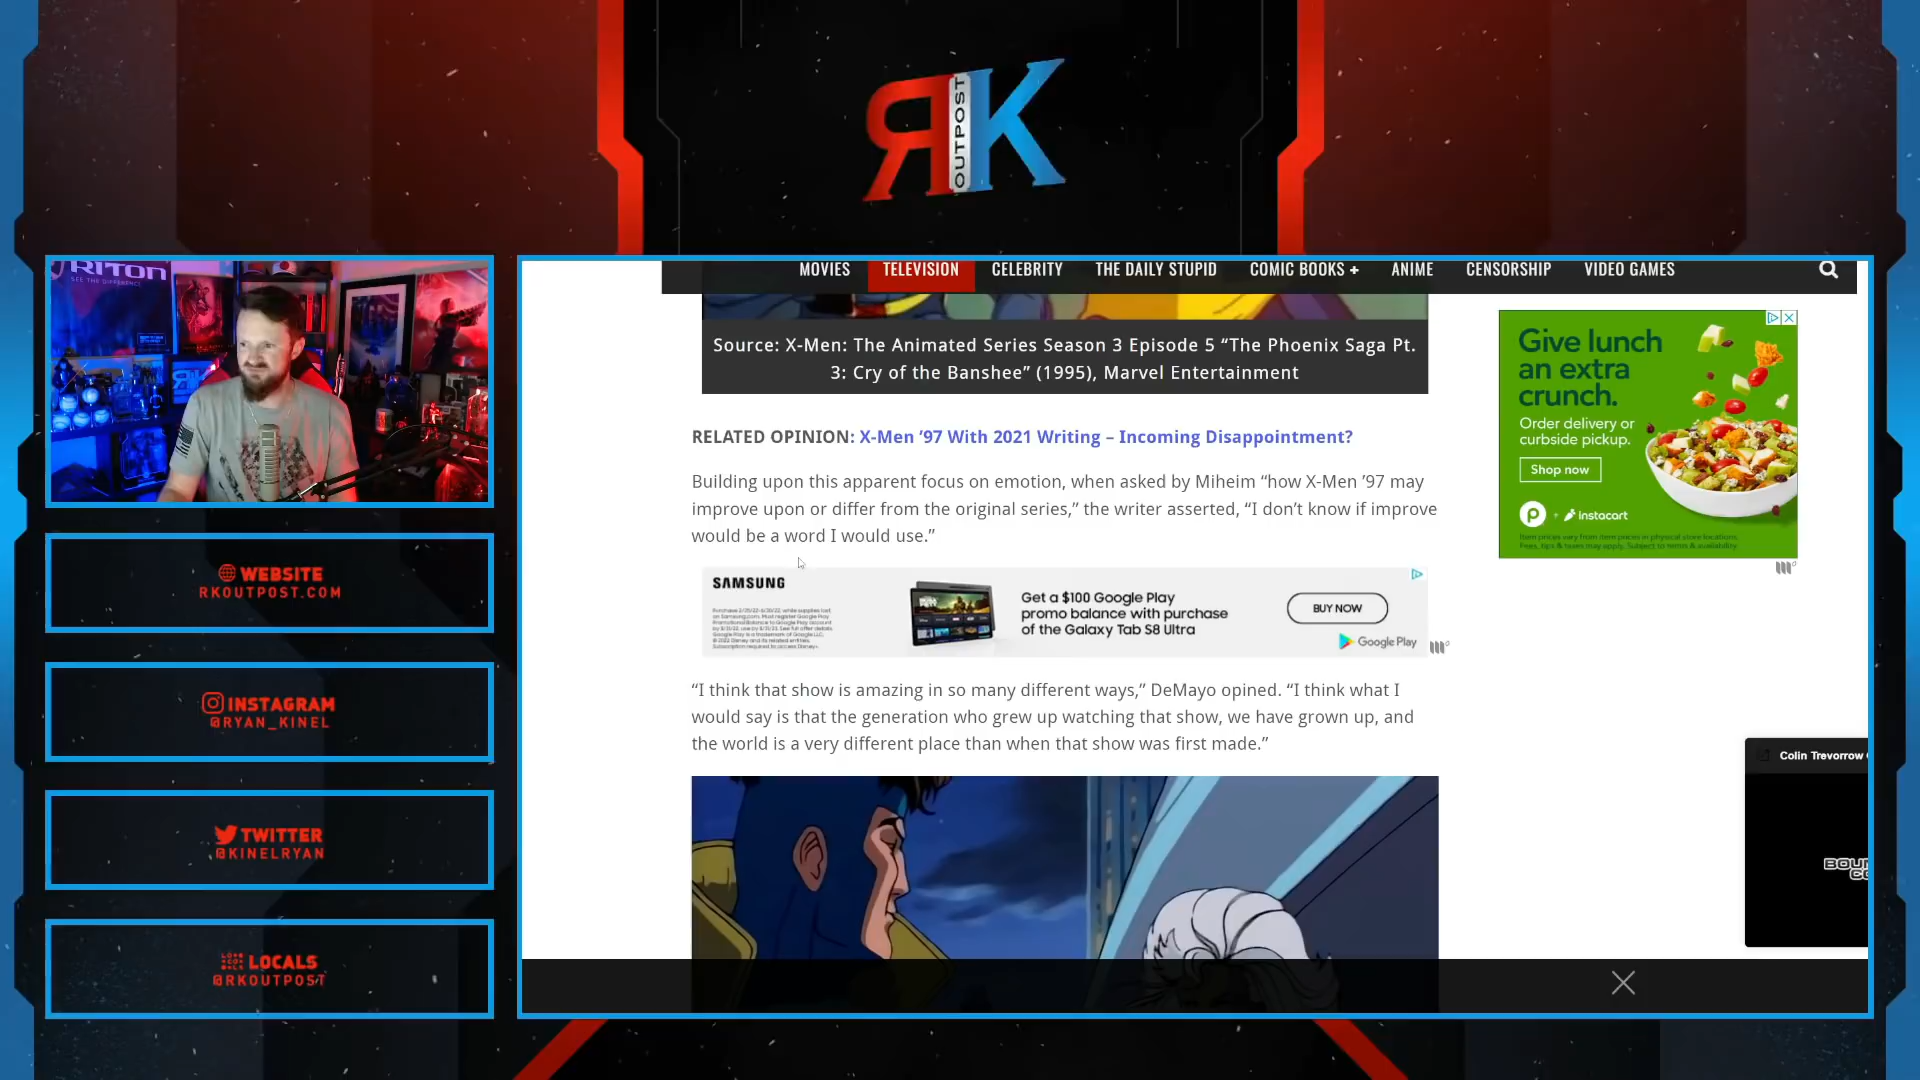 RK
OUTPOST
RITON
SEE THE DIFFERENCE
WEBSITE
RKOUTPOST.COM
INSTAGRAM
@RYAN_KINEL
TWITTER
@KINELRYAN
LOCALS
@RKOUTPOST
MOVIES TELEVISION CELEBRITY THE DAILY STUPID COMIC BOOKS + ANIME CENSORSHIP VIDEO GAMES
Source: X-Men: The Animated Series Season 3 Episode 5 “The Phoenix Saga Pt.
3: Cry of the Banshee” (1995), Marvel Entertainment
RELATED OPINION: X-Men ’97 With 2021 Writing – Incoming Disappointment?
Building upon this apparent focus on emotion, when asked by Miheim “how X-Men ’97 may
improve upon or differ from the original series,” the writer asserted, “I don’t know if improve
would be a word I would use.”
SAMSUNG
Get a $100 Google Play
promo balance with purchase
of the Galaxy Tab S8 Ultra
BUY NOW
Google Play
“I think that show is amazing in so many different ways,” DeMayo opined. “I think what I
would say is that the generation who grew up watching that show, we have grown up, and
the world is a very different place than when that show was first made.”
Give lunch
an extra
crunch.
Order delivery or
curbside pickup.
Shop now
+ instacart
Colin Trevorrow